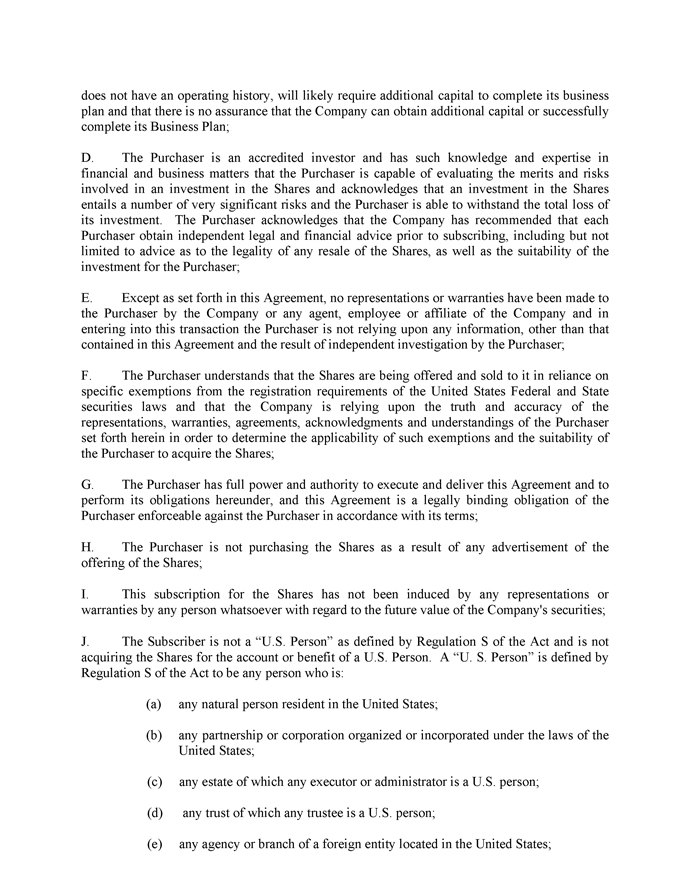 does not have an operating history, will likely require additional capital to complete its business
plan and that there is no assurance that the Company can obtain additional capital or successfully
complete its Business Plan;
D. The Purchaser is an accredited investor and has such knowledge and expertise in
financial and business matters that the Purchaser is capable of evaluating the merits and risks
involved in an investment in the Shares and acknowledges that an investment in the Shares
entails a number of very significant risks and the Purchaser is able to withstand the total loss of
its investment. The Purchaser acknowledges that the Company has recommended that each
Purchaser obtain independent legal and financial advice prior to subscribing, including but not
limited to advice as to the legality of any resale of the Shares, as well as the suitability of the
investment for the Purchaser;
E. Except as set forth in this Agreement, no representations or warranties have been made to
the Purchaser by the Company or any agent, employee or affiliate of the Company and in
entering into this transaction the Purchaser is not relying upon any information, other than that
contained in this Agreement and the result of independent investigation by the Purchaser;
F. The Purchaser understands that the Shares are being offered and sold to it in reliance on
specific exemptions from the registration requirements of the United States Federal and State
securities laws and that the Company is relying upon the truth and accuracy of the
representations, warranties, agreements, acknowledgments and understandings of the Purchaser
set forth herein in order to determine the applicability of such exemptions and the suitability of
the Purchaser to acquire the Shares;
G. The Purchaser has full power and authority to execute and deliver this Agreement and to
perform its obligations hereunder, and this Agreement is a legally binding obligation of the
Purchaser enforceable against the Purchaser in accordance with its terms;
H. The Purchaser is not purchasing the Shares as a result of any advertisement of the
offering of the Shares;
I. This subscription for the Shares has not been induced by any representations or
warranties by any person whatsoever with regard to the future value of the Company's securities;
J. The Subscriber is not a “U.S. Person” as defined by Regulation S of the Act and is not
acquiring the Shares for the account or benefit of a U.S. Person. A “U. S. Person” is defined by
Regulation S of the Act to be any person who is:
(a) any natural person resident in the United States;
(b) any partnership or corporation organized or incorporated under the laws of the
United States;
(c) any estate of which any executor or administrator is a U.S. person;
(d) any trust of which any trustee is a U.S. person;
(e) any agency or branch of a foreign entity located in the United States;